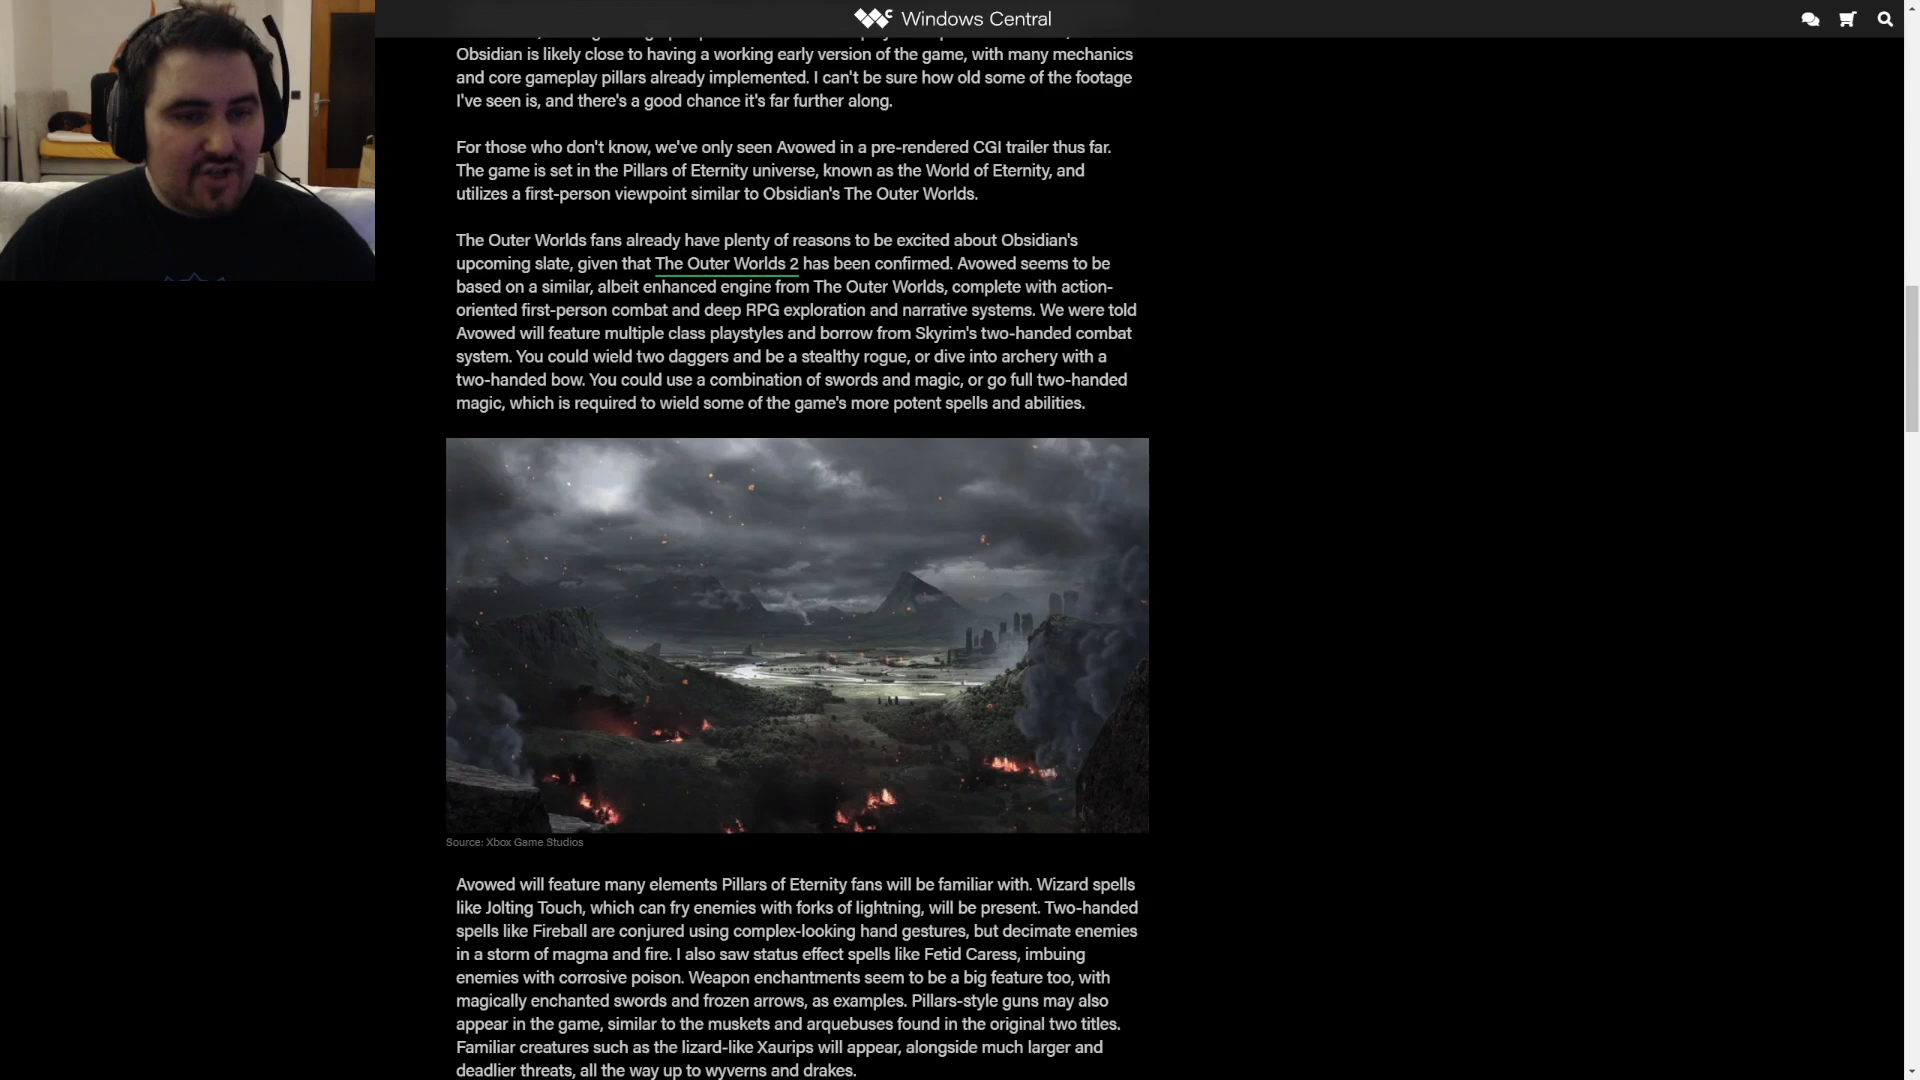 Windows Central
Obsidian is likely close to having a working early version of the game, with many mechanics
and core gameplay pillars already implemented. I can't be sure how old some of the footage
I've seen is, and there's a good chance it's far further along.
For those who don't know, we've only seen Avowed in a pre-rendered CGI trailer thus far.
The game is set in the Pillars of Eternity universe, known as the World of Eternity, and
utilizes a first-person viewpoint similar to Obsidian's The Outer Worlds.
The Outer Worlds fans already have plenty of reasons to be excited about Obsidian's
upcoming slate, given that The Outer Worlds 2 has been confirmed. Avowed seems to be
based on a similar, albeit enhanced engine from The Outer Worlds, complete with action-
oriented first-person combat and deep RPG exploration and narrative systems. We were told
Avowed will feature multiple class playstyles and borrow from Skyrim's two-handed combat
system. You could wield two daggers and be a stealthy rogue, or dive into archery with a
two-handed bow. You could use a combination of swords and magic, or go full two-handed
magic, which is required to wield some of the game's more potent spells and abilities.
Source: Xbox Game Studios
Avowed will feature many elements Pillars of Eternity fans will be familiar with. Wizard spells
like Jolting Touch, which can fry enemies with forks of lightning, will be present. Two-handed
spells like Fireball are conjured using complex-looking hand gestures, but decimate enemies
in a storm of magma and fire. I also saw status effect spells like Fetid Caress, imbuing
enemies with corrosive poison. Weapon enchantments seem to be a big feature too, with
magically enchanted swords and frozen arrows, as examples. Pillars-style guns may also
appear in the game, similar to the muskets and arquebuses found in the original two titles.
Familiar creatures such as the lizard-like Xaurips will appear, alongside much larger and
deadlier threats, all the way up to wyverns and drakes.